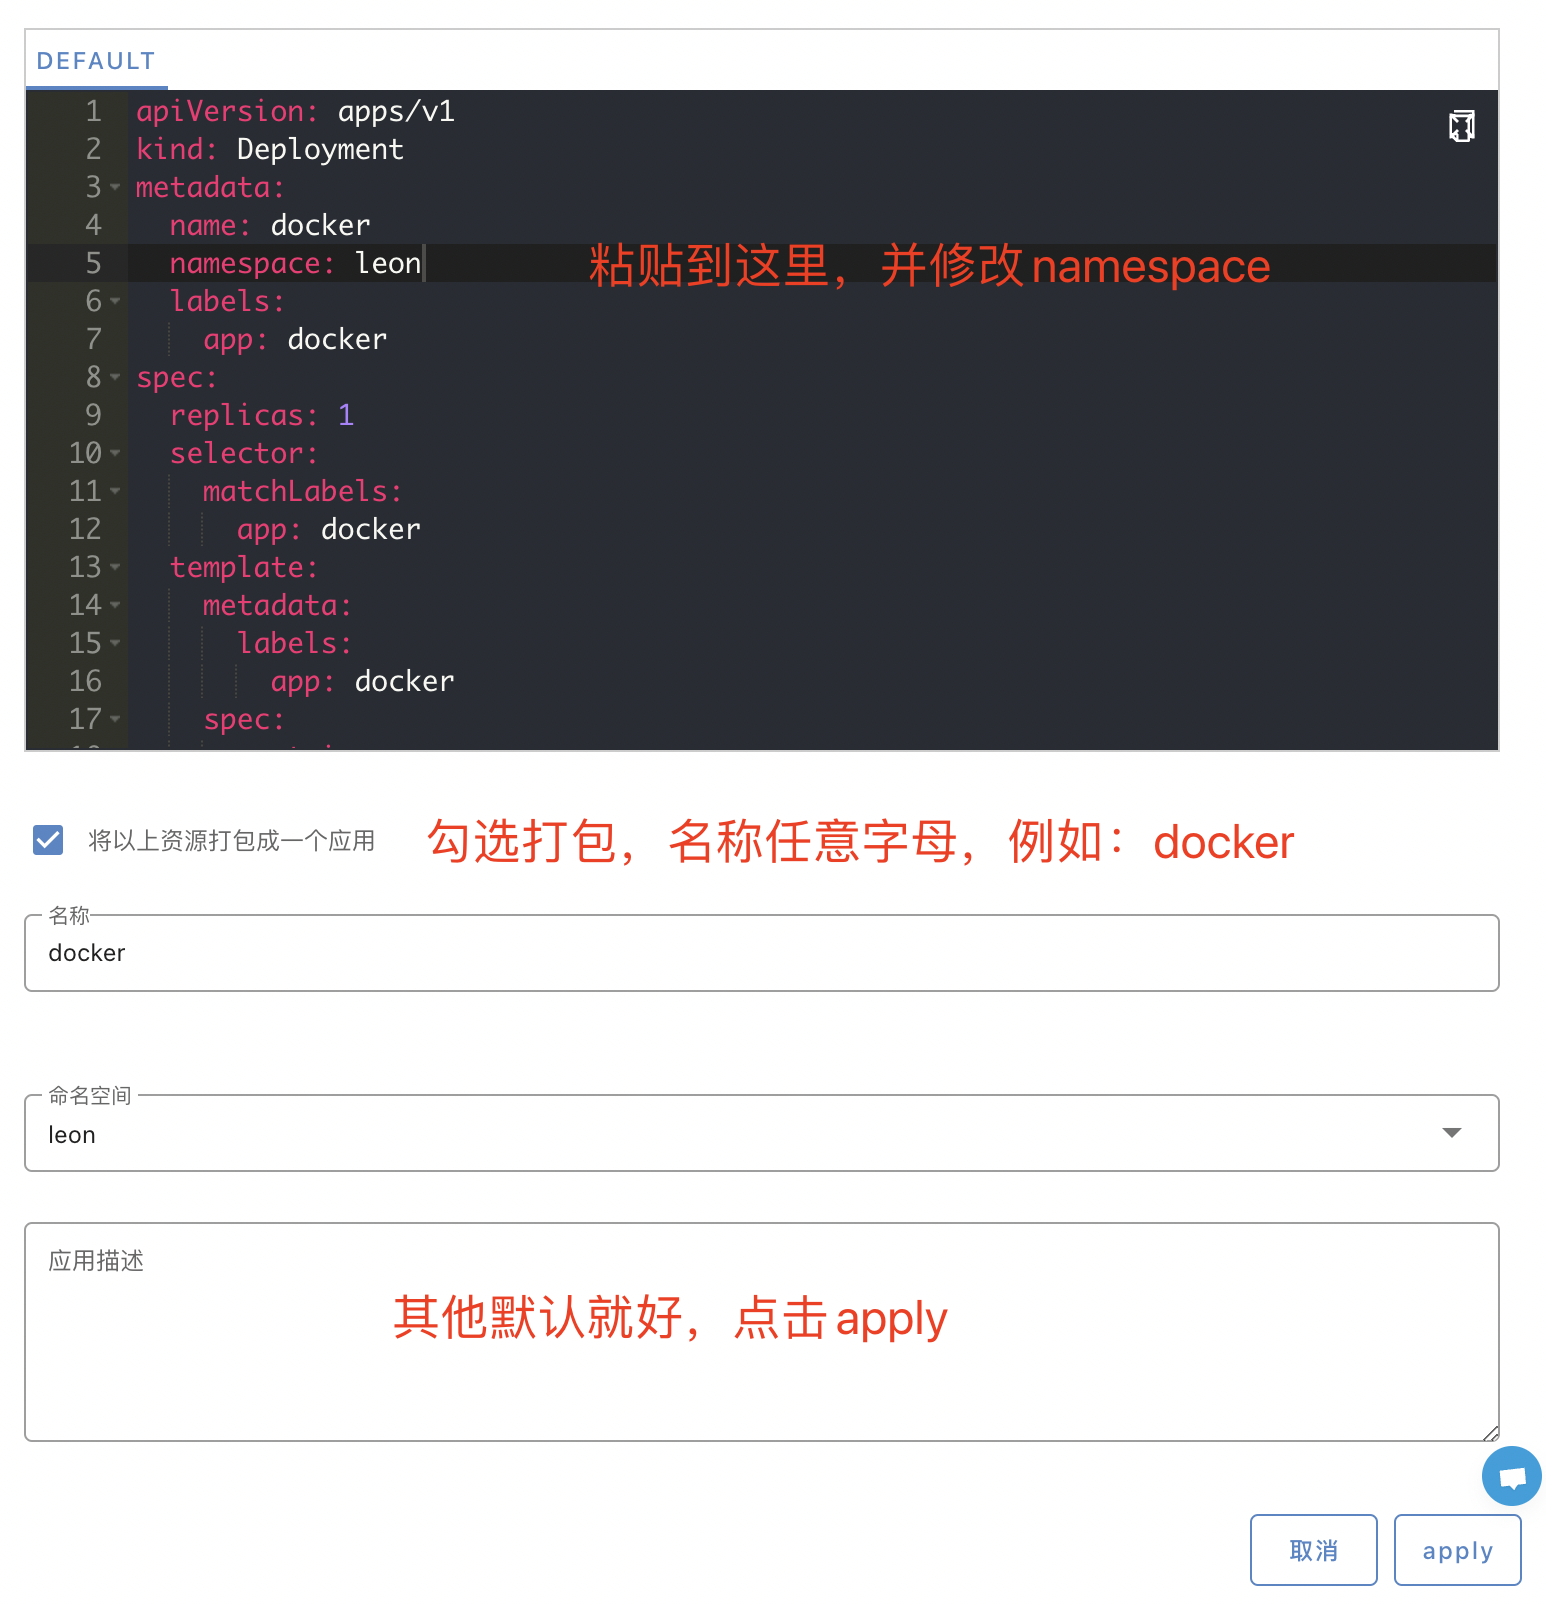 DEFAULT
1 apiVersion: apps/v1
2 kind: Deployment
3 metadata:
4 name: docker
5 namespace: leon
粘贴到这里，并修改namespace
6 labels:
7 app: docker
8 spec:
9 replicas: 1
10 selector:
11 matchLabels:
12 app: docker
13 template:
14 metadata:
15 labels:
16 app: docker
17 spec:
将以上资源打包成一个应用
勾选打包，名称任意字母，例如：docker
名称
docker
命名空间
leon
应用描述
其他默认就好，点击apply
取消
apply